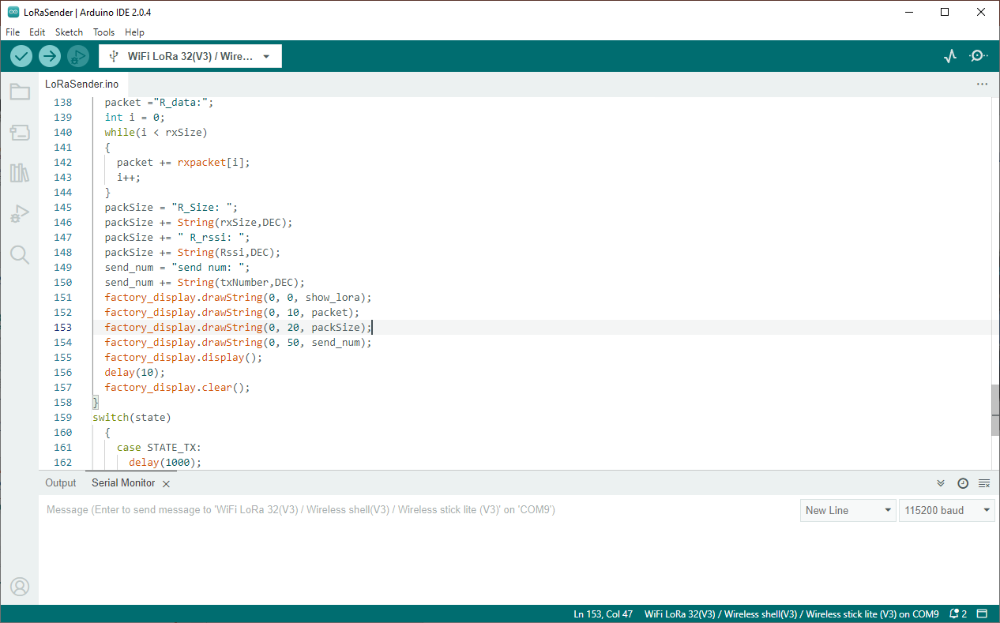 LoRaSender | Arduino IDE 2.0.4
File Edit Sketch Tools Help
WiFi LoRa 32(V3) / Wire...
LoRaSender.ino
138 packet ="R_data:";
139 int i = 0;
140 while(i < rxSize)
141 {
142 packet += rxpacket[i];
143 i++;
144 }
145 packSize = "R_Size: ";
146 packSize += String(rxSize,DEC);
147 packSize += " R_rssi: ";
148 packSize += String(Rssi,DEC);
149 send_num = "send num: ";
150 send_num += String(txNumber,DEC);
151 factory_display.drawString(0, 0, show_lora);
152 factory_display.drawString(0, 10, packet);
153 factory_display.drawString(0, 20, packSize);
154 factory_display.drawString(0, 50, send_num);
155 factory_display.display();
156 delay(10);
157 factory_display.clear();
158 }
159 switch(state)
160 {
161 case STATE_TX:
162 delay(1000);
Output Serial Monitor
Message (Enter to send message to 'WiFi LoRa 32(V3) / Wireless shell(V3) / Wireless stick lite (V3)' on 'COM9')
New Line
115200 baud
Ln 153, Col 47 WiFi LoRa 32(V3) / Wireless shell(V3) / Wireless stick lite (V3) on COM9 2